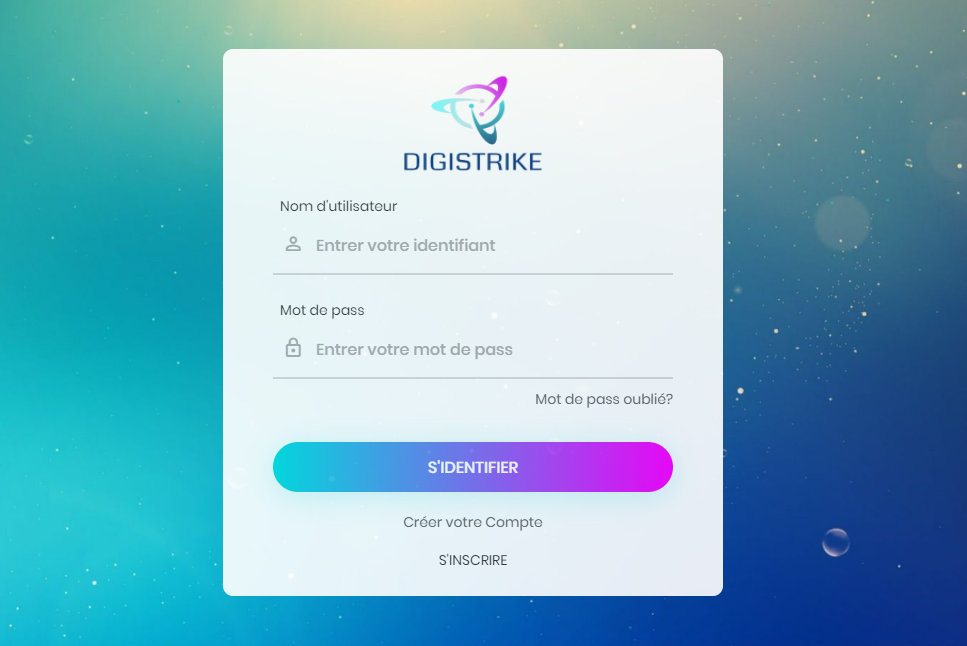 DIGISTRIKE
Nom d'utilisateur
Entrer votre identifiant
Mot de pass
Entrer votre mot de pass
Mot de pass oublié?
S'IDENTIFIER
Créer votre Compte
S'INSCRIRE